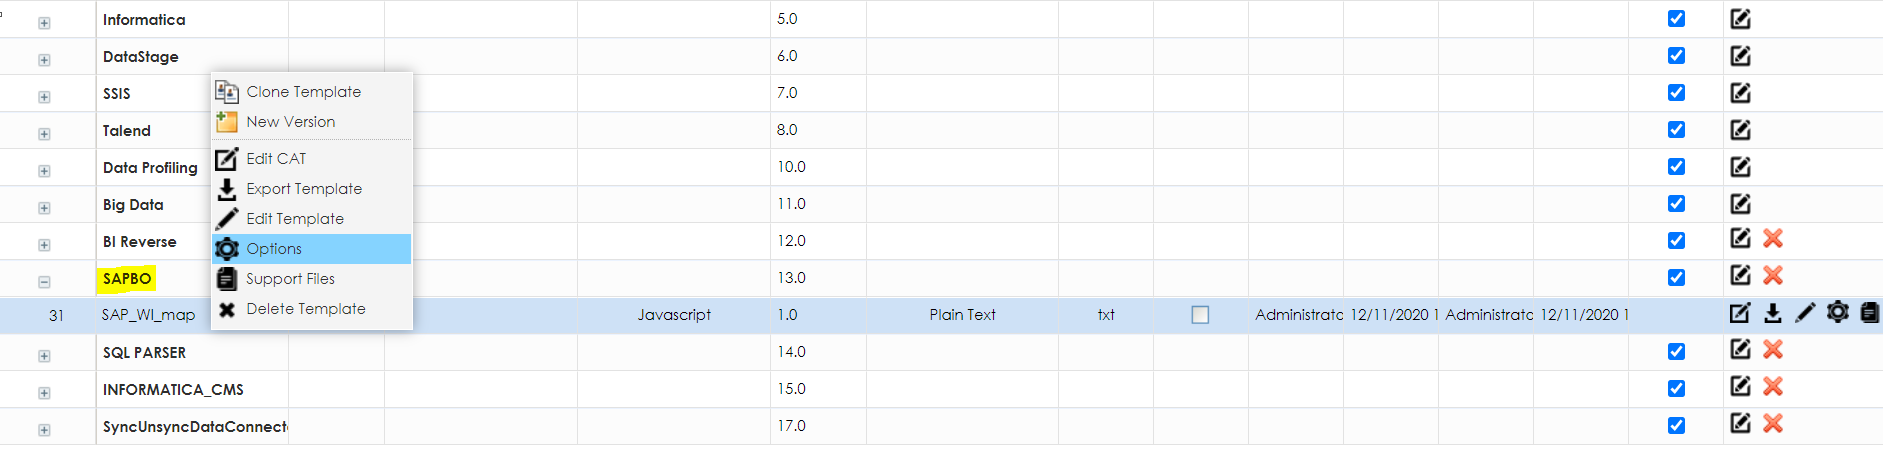 Informatica 5.0
DataStage 6.0
Clone Template
SSIS 7.0
New Version
Talend 8.0
Edit CAT
Data Profiling 10.0
Export Template
Big Data 11.0
Edit Template
BI Reverse 12.0
Options
SAPBO 13.0
Support Files
Delete Template
31 SAP_WI_map Javascript 1.0 Plain Text txt Administratc 12/11/2020 1 Administratc 12/11/2020 1
SQL PARSER 14.0
INFORMATICA_CMS 15.0
SyncUnsyncDataConnect 17.0